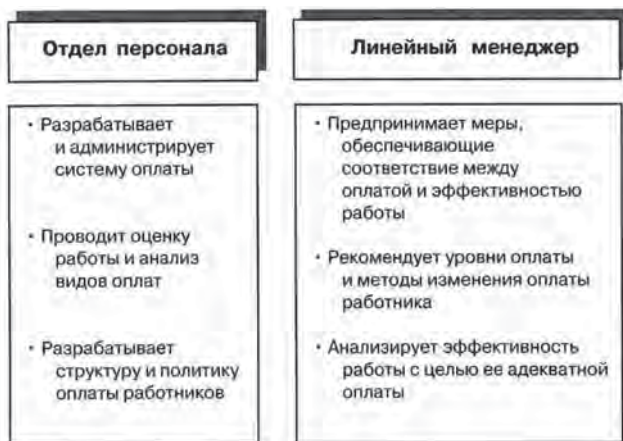 Отдел персонала
Линейный менеджер
· Разрабатывает
и администрирует
систему оплаты
· Проводит оценку
работы и анализ
видов оплат
· Разрабатывает
структуру и политику
оплаты работников
· Предпринимает меры,
обеспечивающие
соответствие между
оплатой и эффективностью
работы
· Рекомендует уровни оплаты
и методы изменения оплаты
работника
· Анализирует эффективность
работы с целью ее адекватной
оплаты